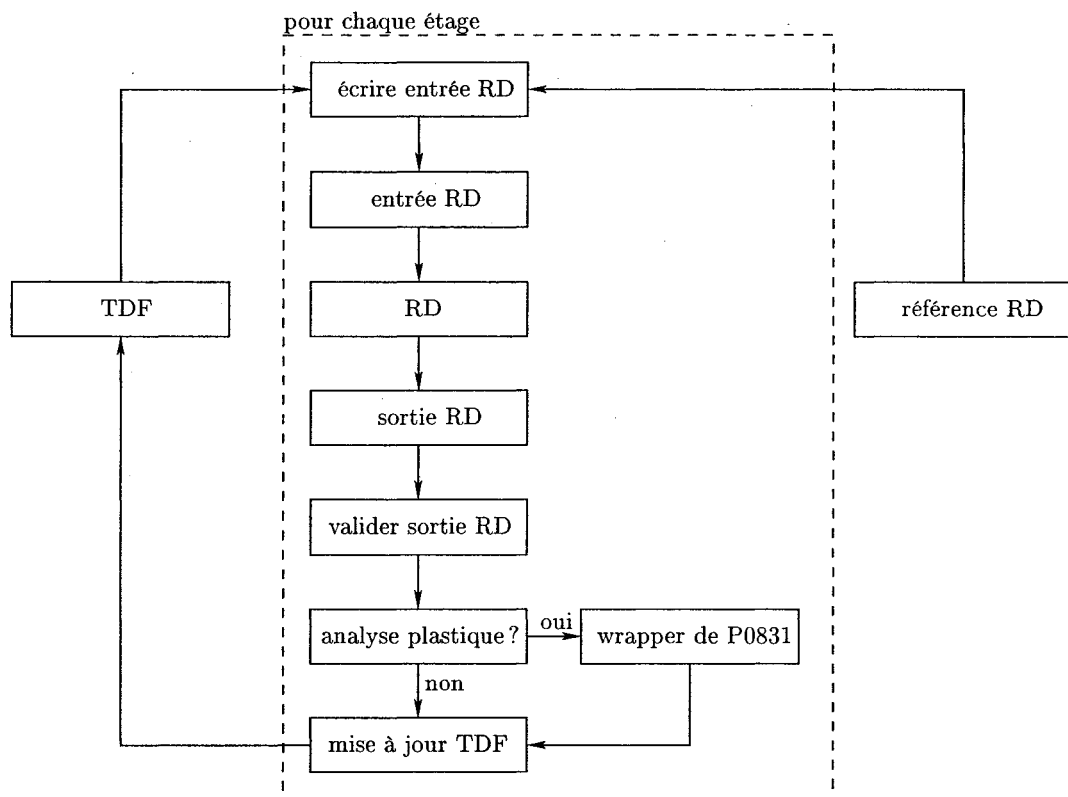 pour chaque étage
écrire entrée RD
entrée RD
TDF
RD
référence RD
sortie RD
valider sortie RD
analyse plastique ?
oui
wrapper de P0831
non
mise à jour TDF